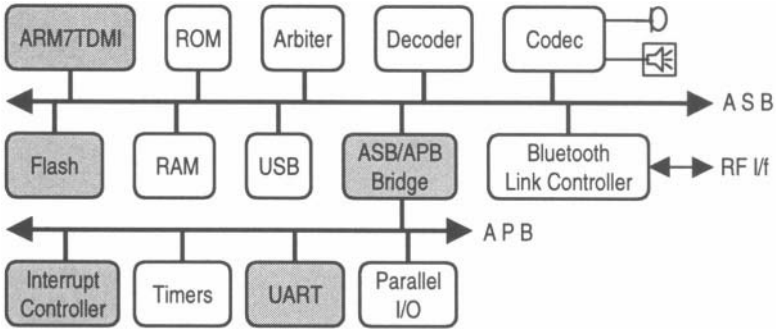 ARM7TDMI
ROM
Arbiter
Decoder
Codec
A S B
Flash
RAM
USB
ASB/APB
Bridge
Bluetooth
Link Controller
RF I/f
A P B
Interrupt
Controller
Timers
UART
Parallel
I/O